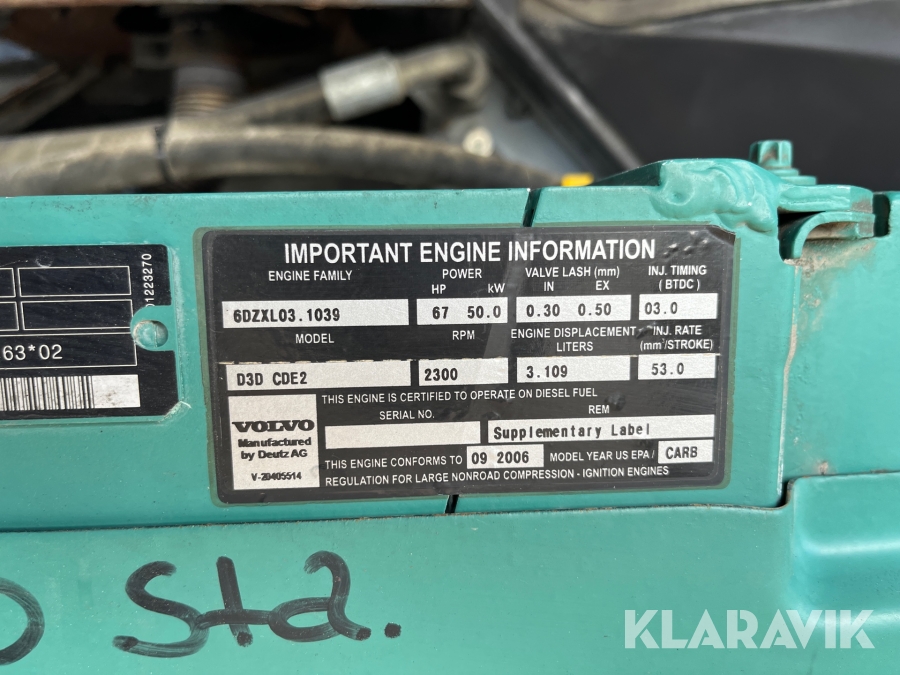 IMPORTANT ENGINE INFORMATION
ENGINE FAMILY POWER VALVE LASH (mm) INJ. TIMING
HP kW IN EX (BTDC)
6DZXL03.1039 67 50.0 0.30 0.50 03.0
MODEL RPM ENGINE DISPLACEMENT INJ. RATE
LITERS (mm³/STROKE)
D3D CDE2 2300 3.109 53.0
THIS ENGINE IS CERTIFIED TO OPERATE ON DIESEL FUEL
SERIAL NO. REM
Supplementary Label
VOLVO
Manufactured
by Deutz AG
V-20405514
THIS ENGINE CONFORMS TO 09 2006 MODEL YEAR US EPA / CARB
REGULATION FOR LARGE NONROAD COMPRESSION - IGNITION ENGINES
01223270
63*02
Sta.
KLARAVIK